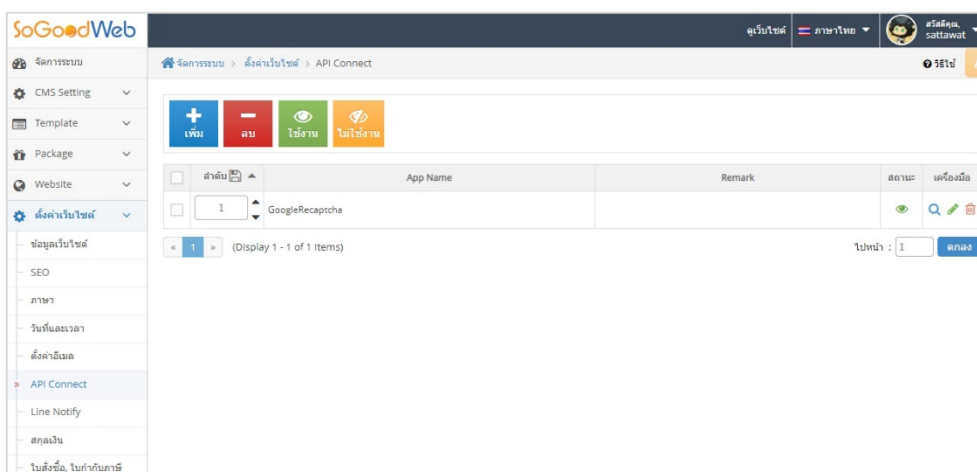 SoGoodWeb
ดูเว็บไซต์
ภาษาไทย
สวัสดีคุณ,
sattawat
จัดการระบบ
จัดการระบบ > ตั้งค่าเว็บไซต์ > API Connect
วิธีใช้
CMS Setting
Template
Package
Website
ตั้งค่าเว็บไซต์
ข้อมูลเว็บไซต์
SEO
ภาษา
วันที่และเวลา
ตั้งค่าอีเมล
API Connect
Line Notify
สกุลเงิน
ใบสั่งซื้อ, ใบกำกับภาษี
เพิ่ม
ลบ
ใช้งาน
ไม่ใช้งาน
ลำดับ App Name Remark สถานะ เครื่องมือ
1 GoogleRecaptcha
« 1 » (Display 1 - 1 of 1 Items)
ไปหน้า : 1 ตกลง